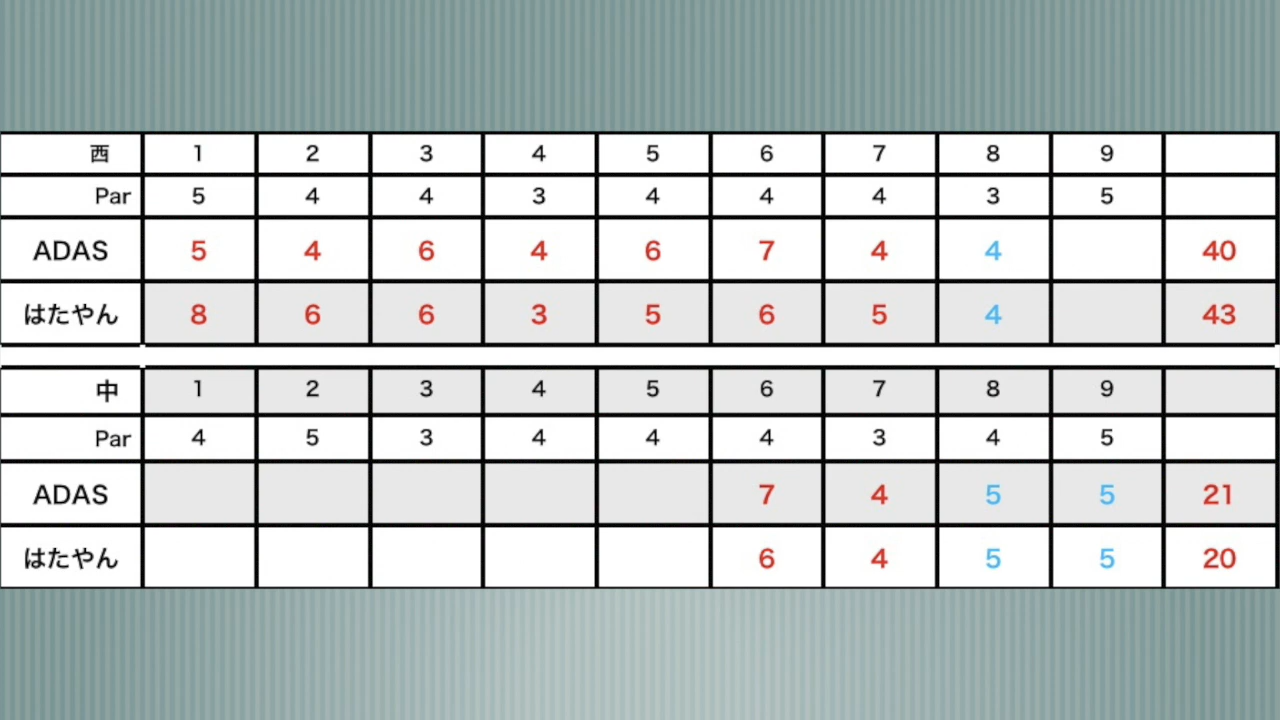 西 1 2 3 4 5 6 7 8 9
Par 5 4 4 3 4 4 4 3 5
ADAS 5 4 6 4 6 7 4 4 40
はたやん 8 6 6 3 5 6 5 4 43
中 1 2 3 4 5 6 7 8 9
Par 4 5 3 4 4 4 3 4 5
ADAS 7 4 5 5 21
はたやん 6 4 5 5 20